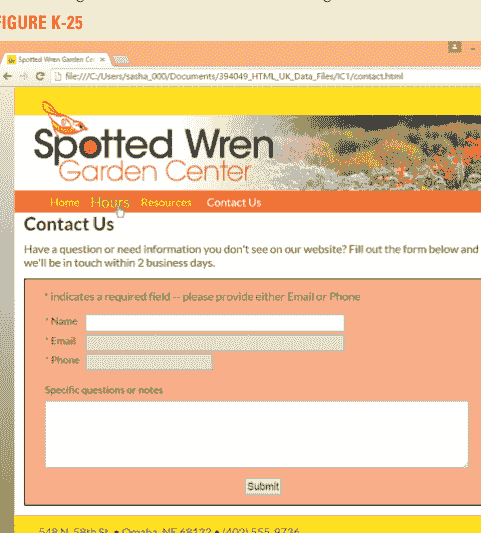 FIGURE K-25
Spotted Wren Garden Ce
file:///C:/Users/sasha_000/Documents/394049_HTML_UK_Data_Files/IC1/contact.html
Spotted Wren
Garden Center
Home Hours Resources Contact Us
Contact Us
Have a question or need information you don't see on our website? Fill out the form below and
we'll be in touch within 2 business days.
* indicates a required field -- please provide either Email or Phone
* Name
* Email
* Phone
Specific questions or notes
Submit
548 N. 58th St. • Omaha, NE 68132 • (402) 555-9736